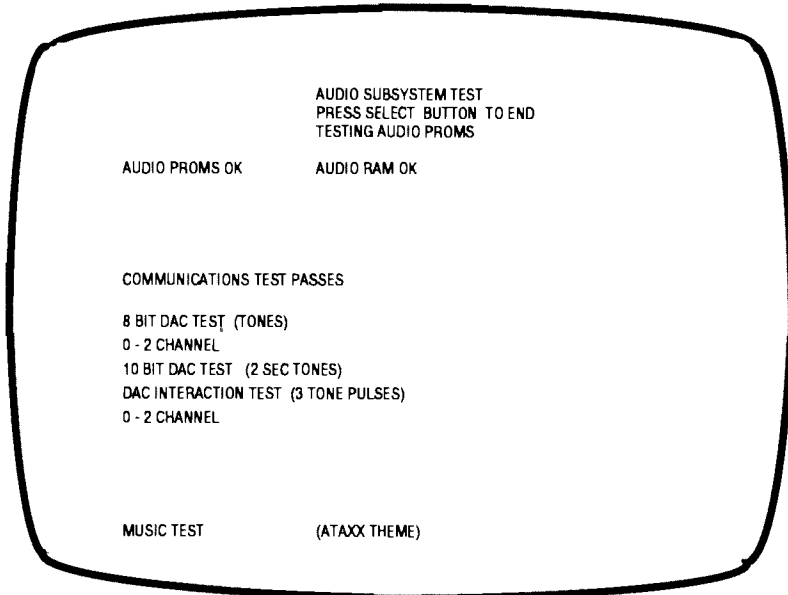 AUDIO SUBSYSTEM TEST
PRESS SELECT BUTTON TO END
TESTING AUDIO PROMS
AUDIO PROMS OK AUDIO RAM OK
COMMUNICATIONS TEST PASSES
8 BIT DAC TEST (TONES)
0 - 2 CHANNEL
10 BIT DAC TEST (2 SEC TONES)
DAC INTERACTION TEST (3 TONE PULSES)
0 - 2 CHANNEL
MUSIC TEST (ATAXX THEME)